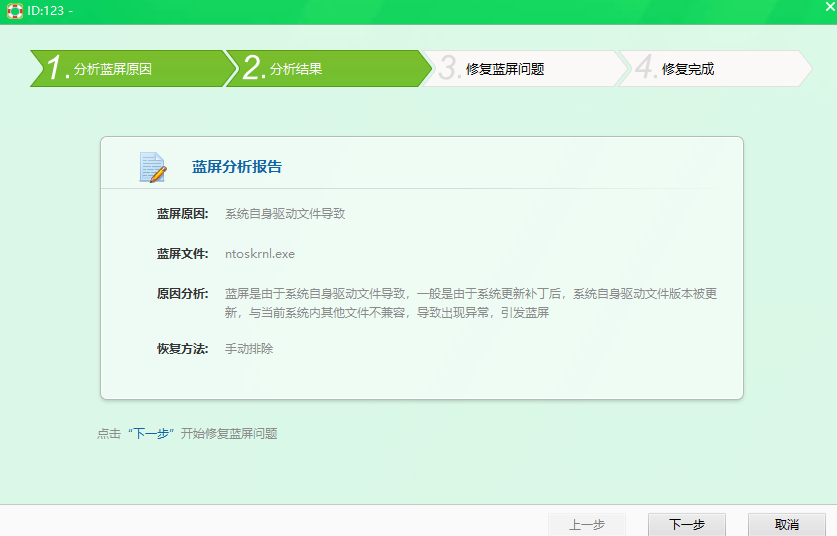 ID:123 -
1.分析蓝屏原因
2.分析结果
3.修复蓝屏问题
4.修复完成
蓝屏分析报告
蓝屏原因: 系统自身驱动文件导致
蓝屏文件: ntoskrnl.exe
原因分析: 蓝屏是由于系统自身驱动文件导致，一般是由于系统更新补丁后，系统自身驱动文件版本被更
新，与当前系统内其他文件不兼容，导致出现异常，引发蓝屏
恢复方法: 手动排除
点击“下一步”开始修复蓝屏问题
上一步
下一步
取消